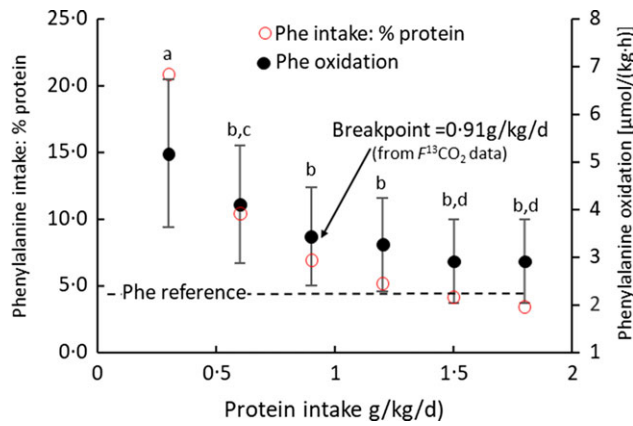 25·0
20·0
15·0
10·0
5·0
0·0
Phenylalanine intake: % protein
Phe intake: % protein
Phe oxidation
a
b,c
b
b
b,d
b,d
Breakpoint =0·91g/kg/d
(from F¹³CO₂ data)
Phe reference
8
7
6
5
4
3
2
1
Phenylalanine oxidation [µmol/(kg·h)]
0
0·5
1
1·5
2
Protein intake g/kg/d)